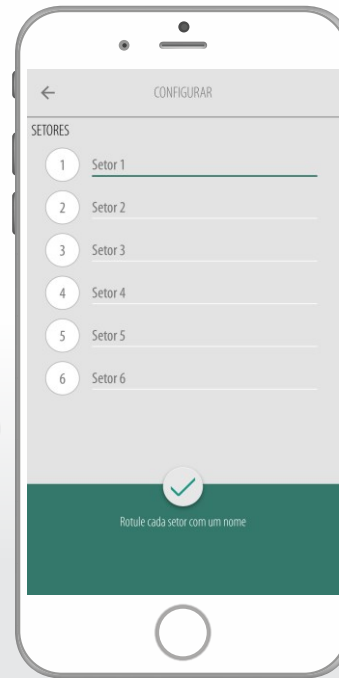 CONFIGURAR
SETORES
1 Setor 1
2 Setor 2
3 Setor 3
4 Setor 4
5 Setor 5
6 Setor 6
Rotule cada setor com um nome